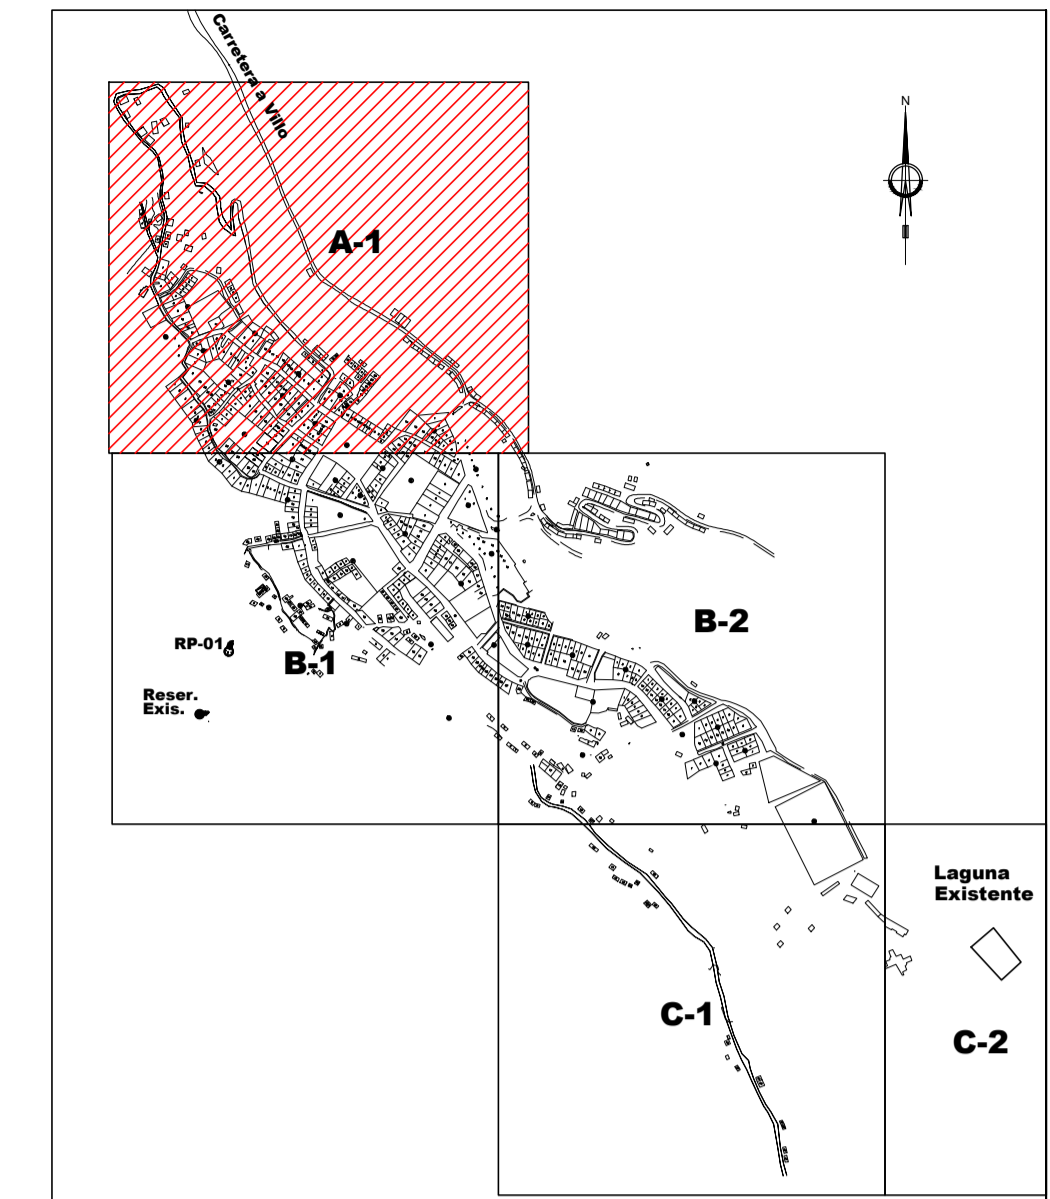 Carretera a Villo
N
A-1
B-2
RP-01
B-1
Reser.
Exis.
Laguna
Existente
C-1
C-2